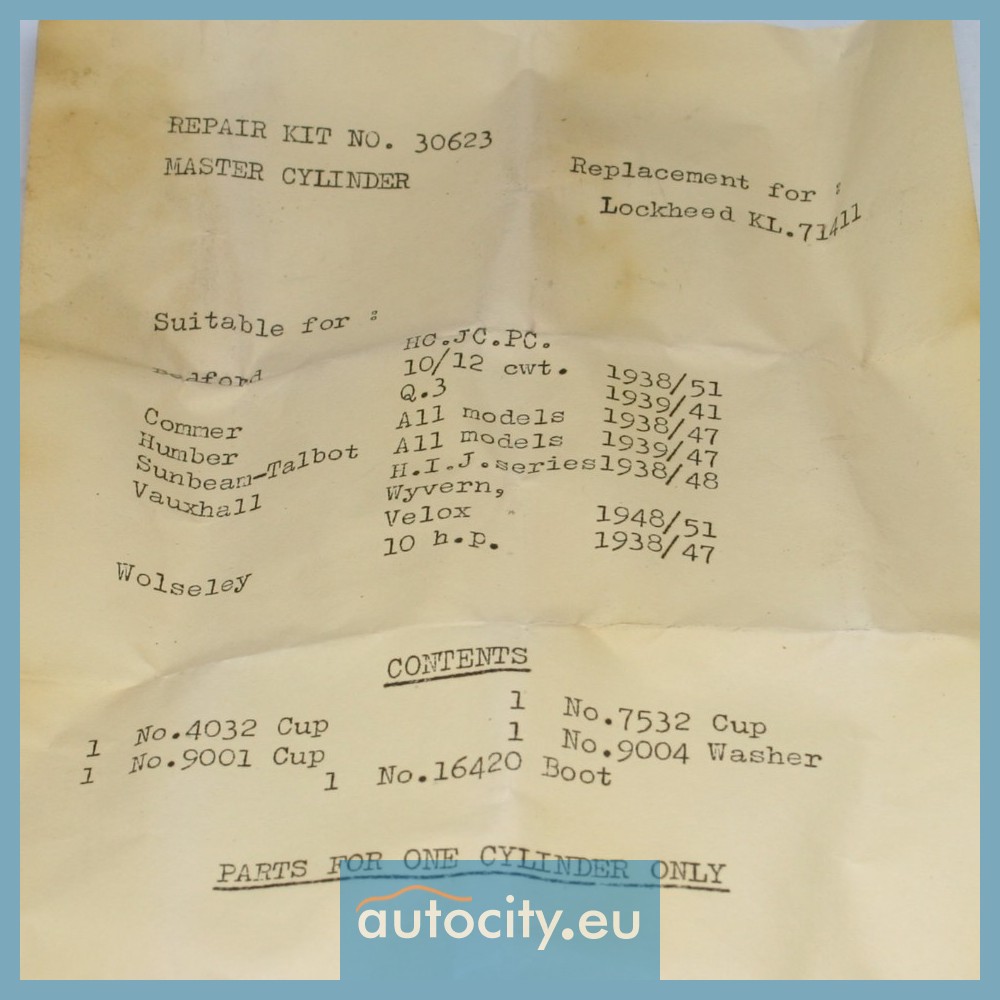 REPAIR KIT NO. 30623
MASTER CYLINDER
Replacement for :
Lockheed KL.71411
Suitable for :
Bedford HC.JC.PC.
10/12 cwt. 1938/51
Commer Q.3 1939/41
Humber All models 1938/47
Sunbeam-Talbot All models 1939/47
Vauxhall H.I.J.series1938/48
Wyvern,
Velox 1948/51
Wolseley 10 h.p. 1938/47
CONTENTS
1 No.4032 Cup 1 No.7532 Cup
1 No.9001 Cup 1 No.9004 Washer
1 No.16420 Boot
PARTS FOR ONE CYLINDER ONLY
autocity.eu